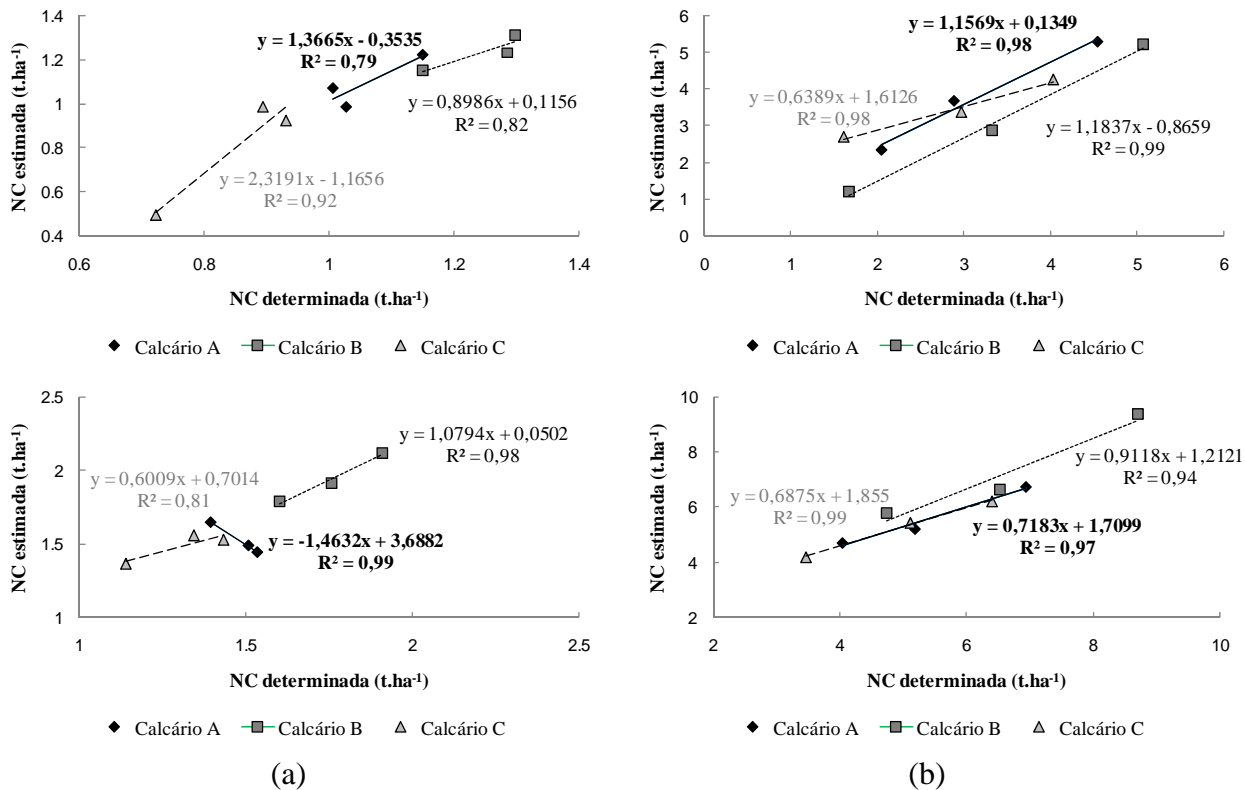 NC estimada (t.ha-1)
1.4
1.2
1
0.8
0.6
0.4
y = 1,3665x - 0,3535
R² = 0,79
y = 0,8986x + 0,1156
R² = 0,82
y = 2,3191x - 1,1656
R² = 0,92
0.6 0.8 1 1.2 1.4
NC determinada (t.ha-1)
Calcário A Calcário B Calcário C
NC estimada (t.ha-1)
6
5
4
3
2
1
0
y = 1,1569x + 0,1349
R² = 0,98
y = 0,6389x + 1,6126
R² = 0,98
y = 1,1837x - 0,8659
R² = 0,99
0 1 2 3 4 5 6
NC determinada (t.ha-1)
Calcário A Calcário B Calcário C
NC estimada (t.ha-1)
2.5
2
1.5
1
y = 1,0794x + 0,0502
R² = 0,98
y = 0,6009x + 0,7014
R² = 0,81
y = -1,4632x + 3,6882
R² = 0,99
1 1.5 2 2.5
NC determinada (t.ha-1)
Calcário A Calcário B Calcário C
(a)
NC estimada (t.ha-1)
10
8
6
4
2
y = 0,9118x + 1,2121
R² = 0,94
y = 0,6875x + 1,855
R² = 0,99
y = 0,7183x + 1,7099
R² = 0,97
2 4 6 8 10
NC determinada (t.ha-1)
Calcário A Calcário B Calcário C
(b)